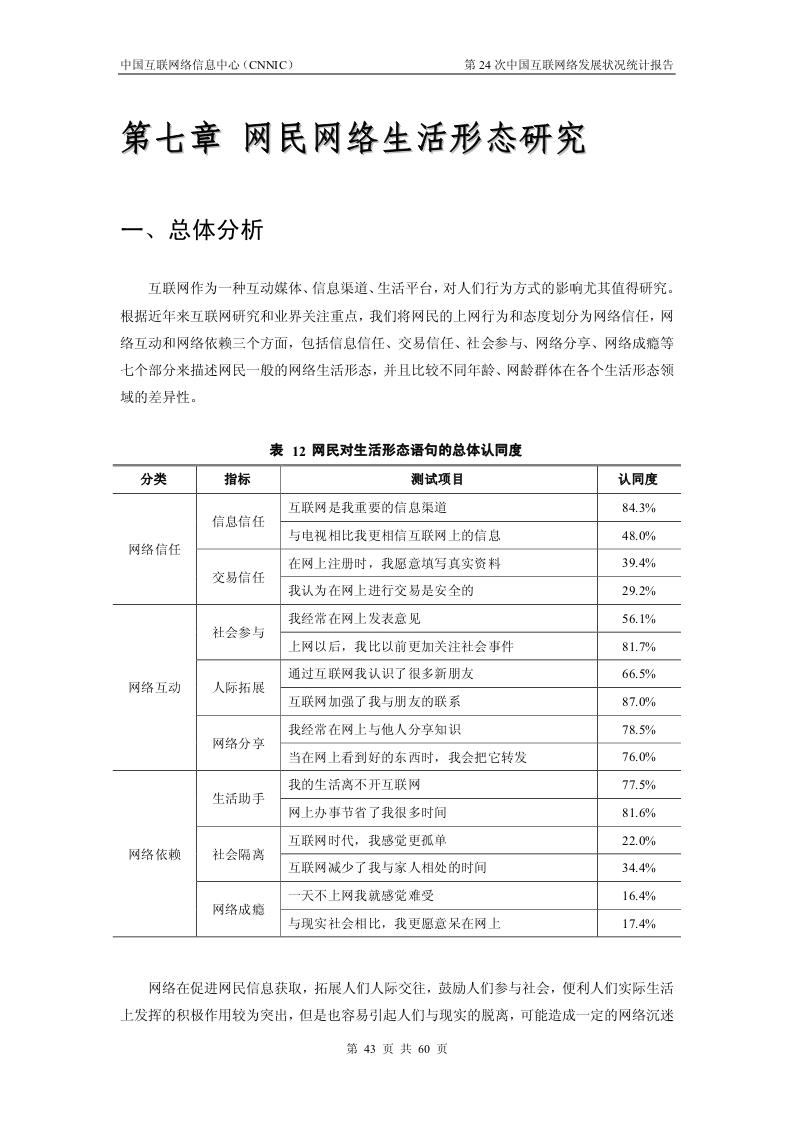 中国互联网络信息中心（CNNIC） 第 24 次中国互联网络发展状况统计报告
第七章 网民网络生活形态研究
一、总体分析
互联网作为一种互动媒体、信息渠道、生活平台，对人们行为方式的影响尤其值得研究。
根据近年来互联网研究和业界关注重点，我们将网民的上网行为和态度划分为网络信任，网
络互动和网络依赖三个方面，包括信息信任、交易信任、社会参与、网络分享、网络成瘾等
七个部分来描述网民一般的网络生活形态，并且比较不同年龄、网龄群体在各个生活形态领
域的差异性。
表 12 网民对生活形态语句的总体认同度
分类 指标 测试项目 认同度
网络信任 信息信任 互联网是我重要的信息渠道 84.3%
与电视相比我更相信互联网上的信息 48.0%
交易信任 在网上注册时，我愿意填写真实资料 39.4%
我认为在网上进行交易是安全的 29.2%
网络互动 社会参与 我经常在网上发表意见 56.1%
上网以后，我比以前更加关注社会事件 81.7%
人际拓展 通过互联网我认识了很多新朋友 66.5%
互联网加强了我与朋友的联系 87.0%
网络分享 我经常在网上与他人分享知识 78.5%
当在网上看到好的东西时，我会把它转发 76.0%
网络依赖 生活助手 我的生活离不开互联网 77.5%
网上办事节省了我很多时间 81.6%
社会隔离 互联网时代，我感觉更孤单 22.0%
互联网减少了我与家人相处的时间 34.4%
网络成瘾 一天不上网我就感觉难受 16.4%
与现实社会相比，我更愿意呆在网上 17.4%
网络在促进网民信息获取，拓展人们人际交往，鼓励人们参与社会，便利人们实际生活
上发挥的积极作用较为突出，但是也容易引起人们与现实的脱离，可能造成一定的网络沉迷
第 43 页 共 60 页